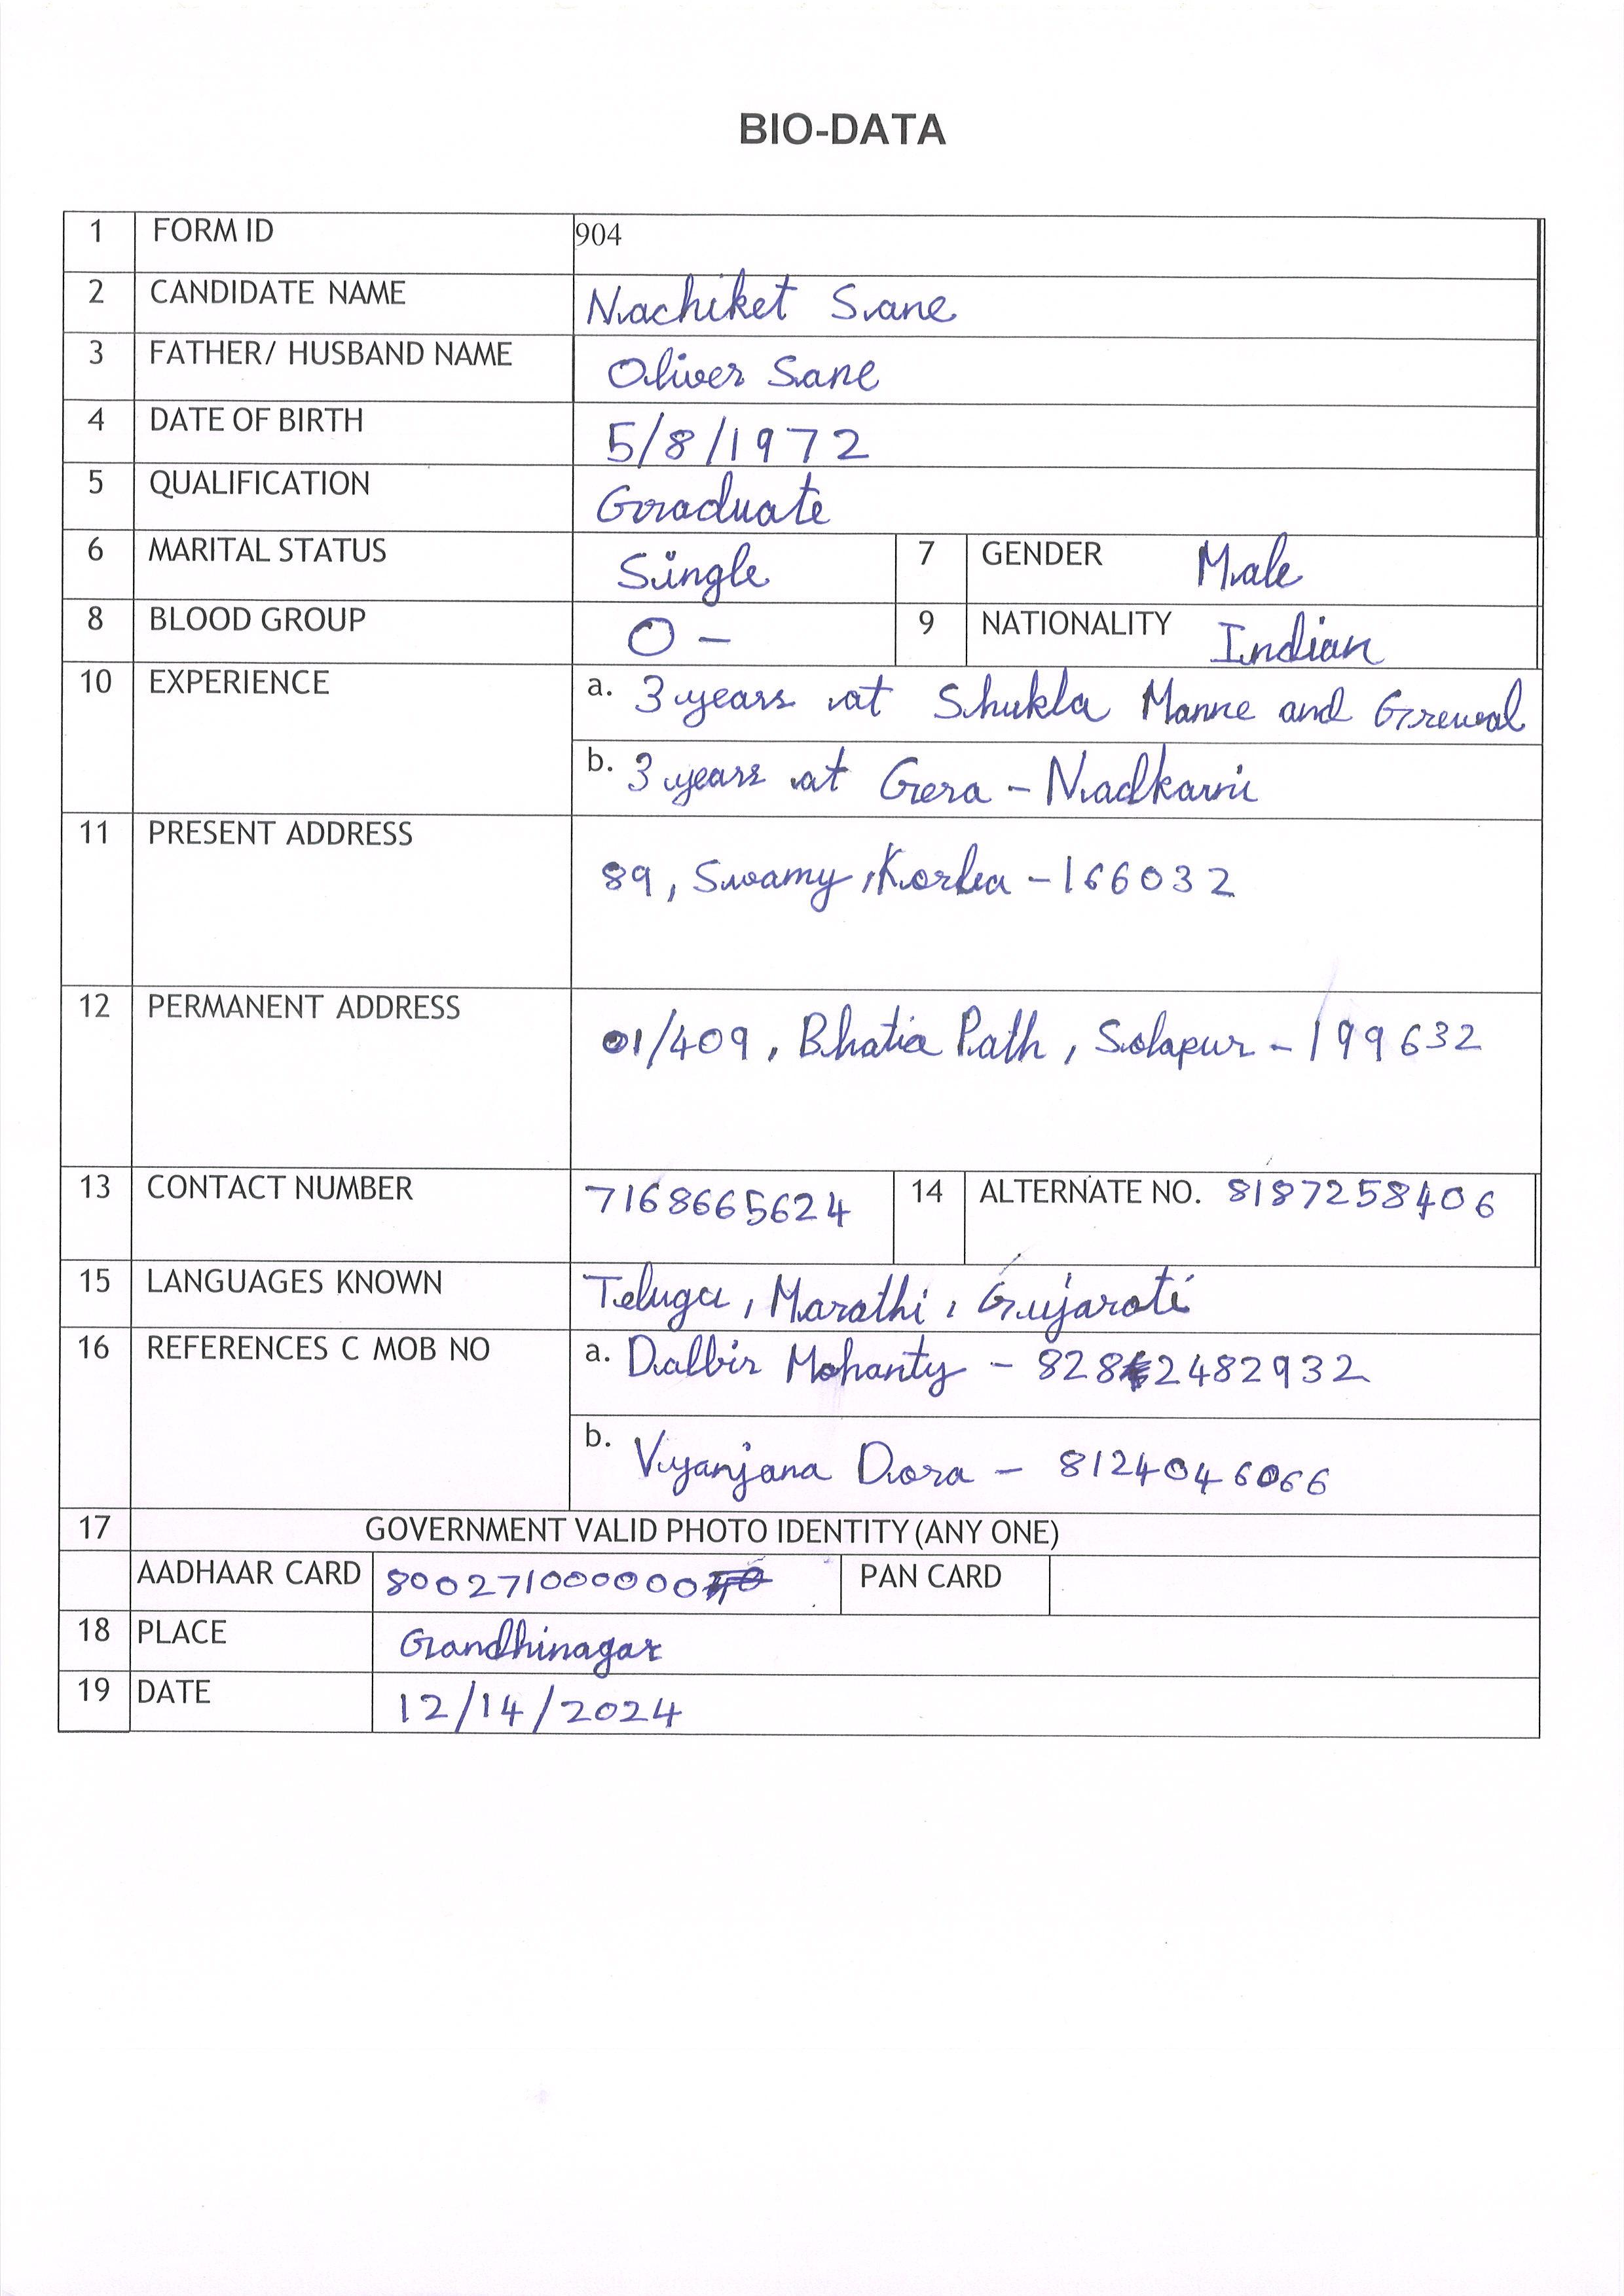 BIO-DATA
1 FORM ID 904
2 CANDIDATE NAME Nachiket Sane
3 FATHER/ HUSBAND NAME Oliver Sane
4 DATE OF BIRTH 5/8/1972
5 QUALIFICATION Graduate
6 MARITAL STATUS Single 7 GENDER Male
8 BLOOD GROUP O - 9 NATIONALITY Indian
10 EXPERIENCE a. 3 years at Shukla Manne and Grewal
b. 3 years at Gera - Nadkarni
11 PRESENT ADDRESS
89, Swamy, Korba - 166032
12 PERMANENT ADDRESS
01/409, Bhatia Path, Solapur - 199632
13 CONTACT NUMBER 7168665624 14 ALTERNATE NO. 8187258406
15 LANGUAGES KNOWN Telugu, Marathi, Gujarati
16 REFERENCES C MOB NO a. Dalbir Mohanty - 8282482932
b. Vyanjana Dora - 8124046066
17 GOVERNMENT VALID PHOTO IDENTITY (ANY ONE)
AADHAAR CARD 800271000000 PAN CARD
18 PLACE Gandhinagar
19 DATE 12/14/2024